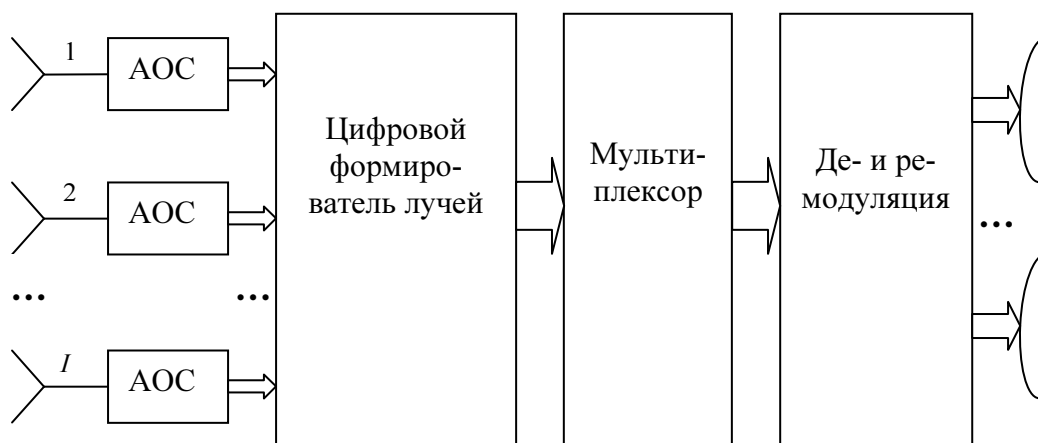 1
АОС
2
АОС
...
...
I
АОС
Цифровой
формиро-
ватель лучей
Мульти-
плексор
Де- и ре-
модуляция
...